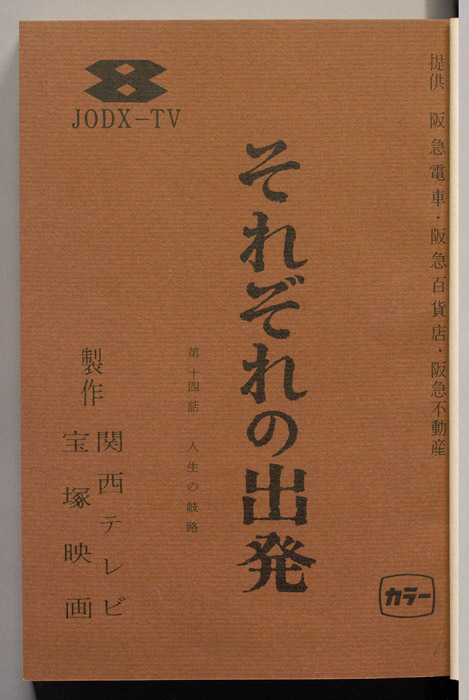 提供 阪急電車・阪急百貨店・阪急不動産
それぞれの出発
第十四話 人生の歧路
製作
関西テレビ
宝塚映画
8
JODX-TV
カラー